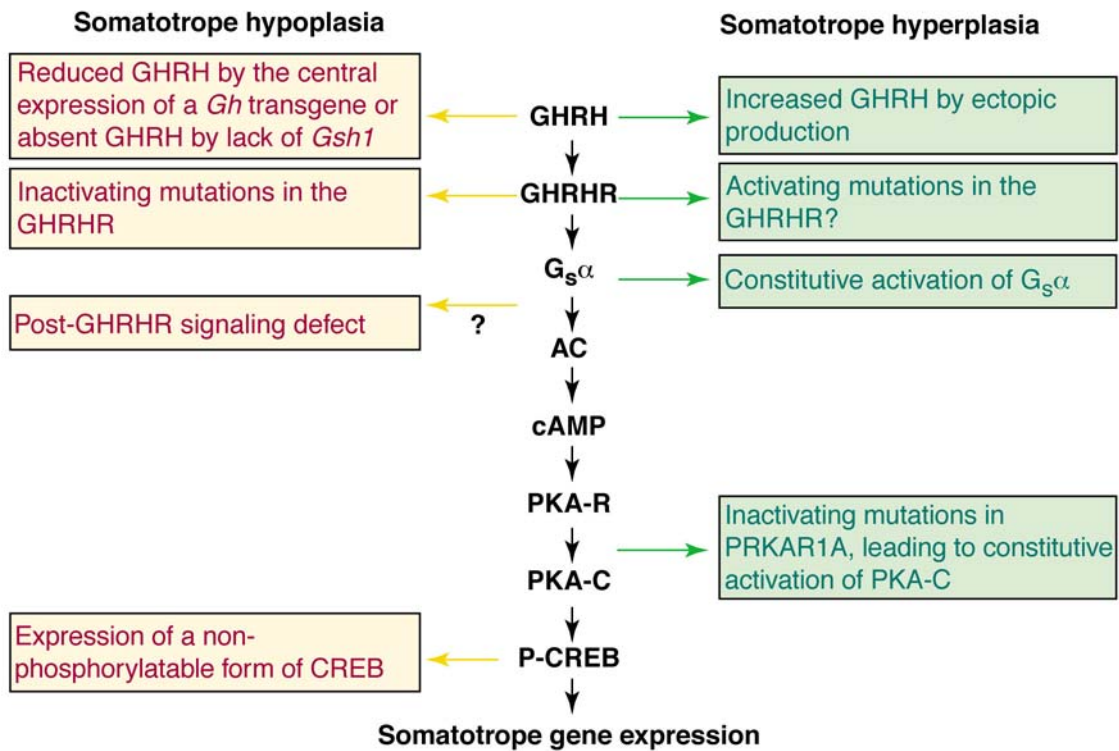 Somatotrope hypoplasia
Somatotrope hyperplasia
Reduced GHRH by the central
expression of a Gh transgene or
absent GHRH by lack of Gsh1
GHRH
Increased GHRH by ectopic
production
Inactivating mutations in the
GHRHR
GHRHR
Activating mutations in the
GHRHR?
Gsα
Constitutive activation of Gsα
Post-GHRHR signaling defect
?
AC
cAMP
PKA-R
Inactivating mutations in
PRKAR1A, leading to constitutive
activation of PKA-C
PKA-C
Expression of a non-
phosphorylatable form of CREB
P-CREB
Somatotrope gene expression